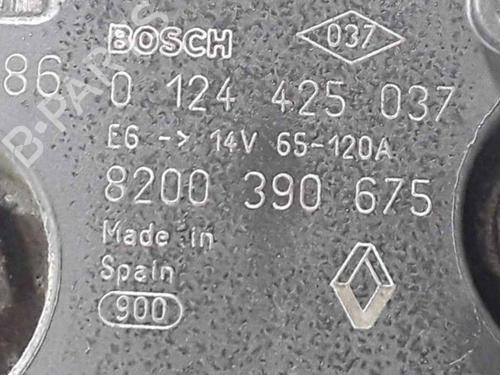 BOSCH
037
86 0 124 425 037
E6 -> 14V 65-120A
8200 390 675
Made in
Spain
900
B-PARTS